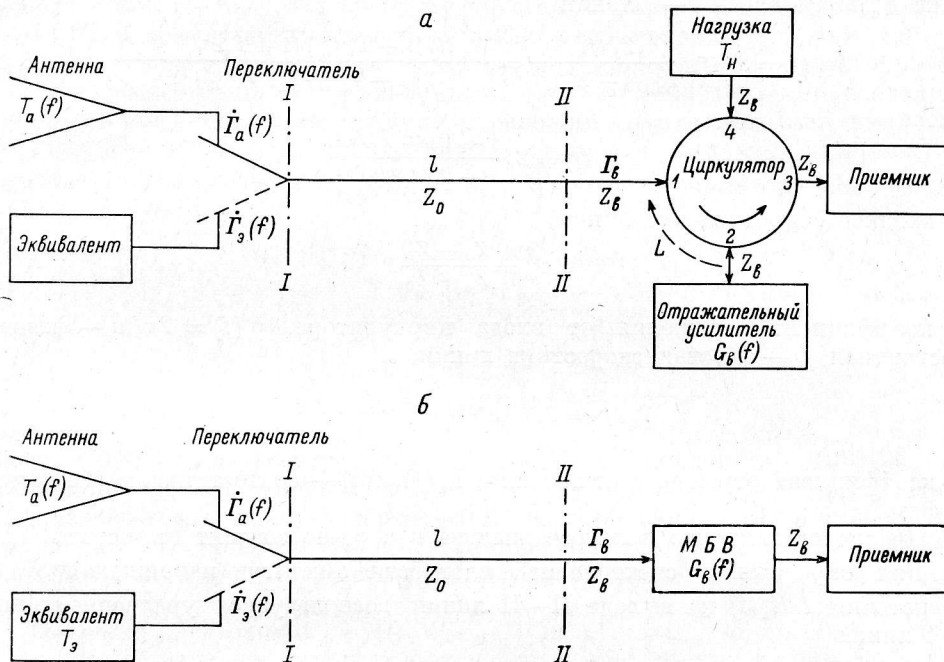 а
Нагрузка
Tн
Антенна
Переключатель
I
II
Zв
Ta(f)
Γ̇a(f)
4
l
Γв
1
Циркулятор
3
Zв
Приемник
Z0
Zв
Эквивалент
Γ̇э(f)
2
L
Zв
I
II
Отражательный
усилитель
Gв(f)
б
Антенна
Переключатель
I
II
Ta(f)
Γ̇a(f)
l
Γв
МБВ
Gв(f)
Zв
Приемник
Z0
Zв
Эквивалент
Tэ
Γ̇э(f)
I
II